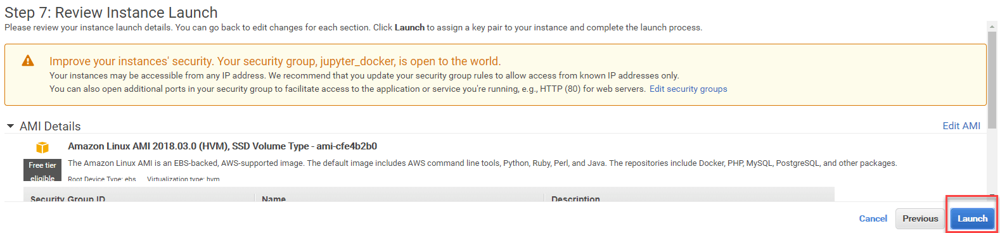 Step 7: Review Instance Launch
Please review your instance launch details. You can go back to edit changes for each section. Click Launch to assign a key pair to your instance and complete the launch process.
Improve your instances' security. Your security group, jupyter_docker, is open to the world.
Your instances may be accessible from any IP address. We recommend that you update your security group rules to allow access from known IP addresses only.
You can also open additional ports in your security group to facilitate access to the application or service you're running, e.g., HTTP (80) for web servers. Edit security groups
AMI Details
Edit AMI
Amazon Linux AMI 2018.03.0 (HVM), SSD Volume Type - ami-cfe4b2b0
Free tier
eligible
The Amazon Linux AMI is an EBS-backed, AWS-supported image. The default image includes AWS command line tools, Python, Ruby, Perl, and Java. The repositories include Docker, PHP, MySQL, PostgreSQL, and other packages.
Root Device Type: ebs Virtualization type: hvm
Security Group ID Name Description
Cancel Previous Launch